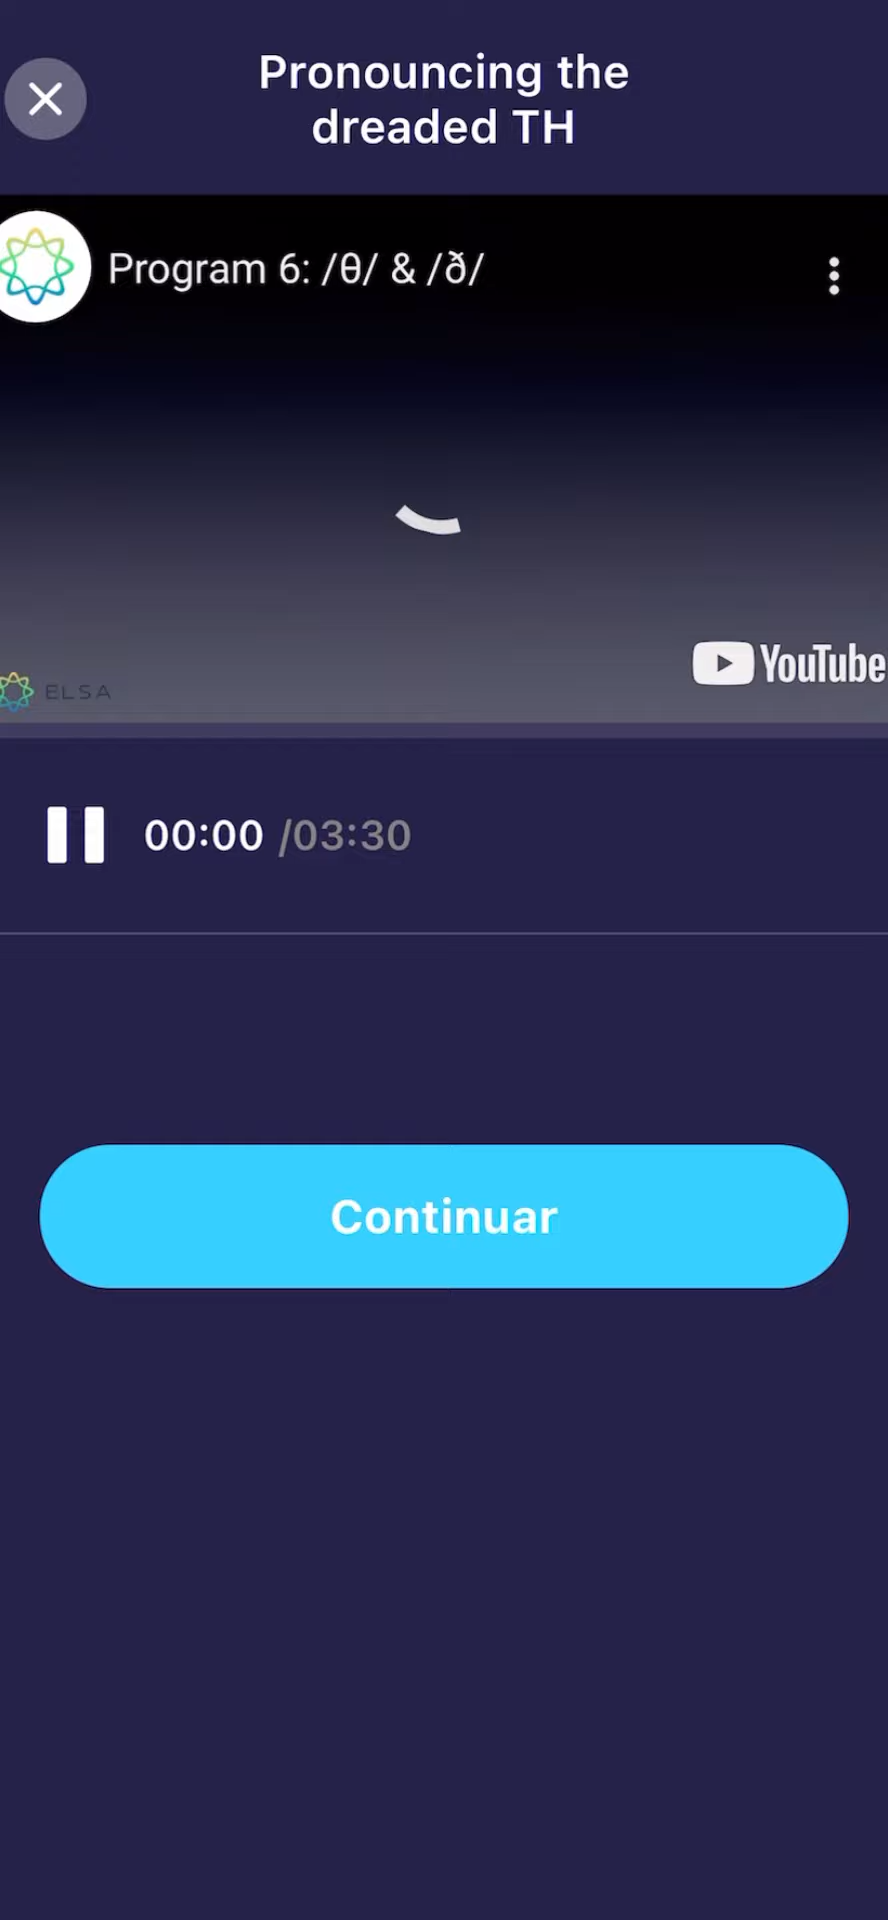 Pronouncing the
dreaded TH
Program 6: /θ/ & /ð/
YouTube
ELSA
00:00 /03:30
Continuar